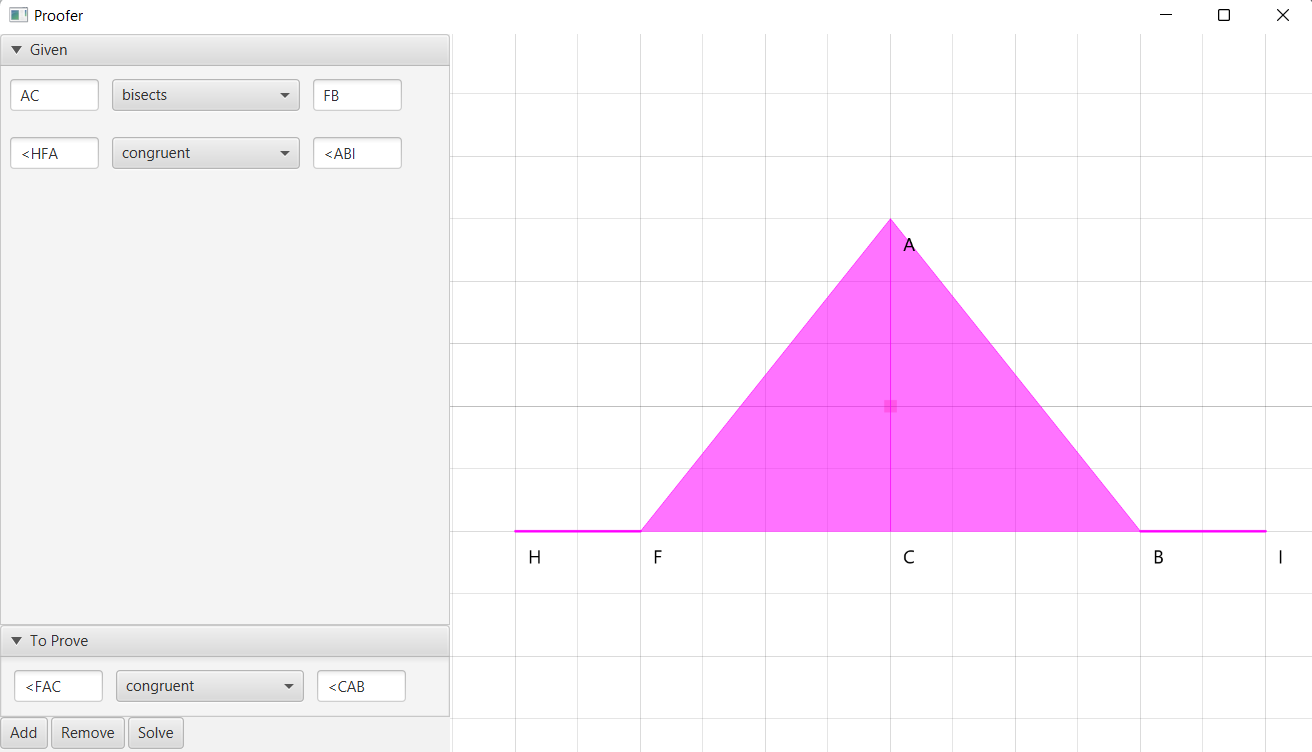 Proofer
Given
AC bisects FB
<HFA congruent <ABI
To Prove
<FAC congruent <CAB
Add Remove Solve
A
H F C B I